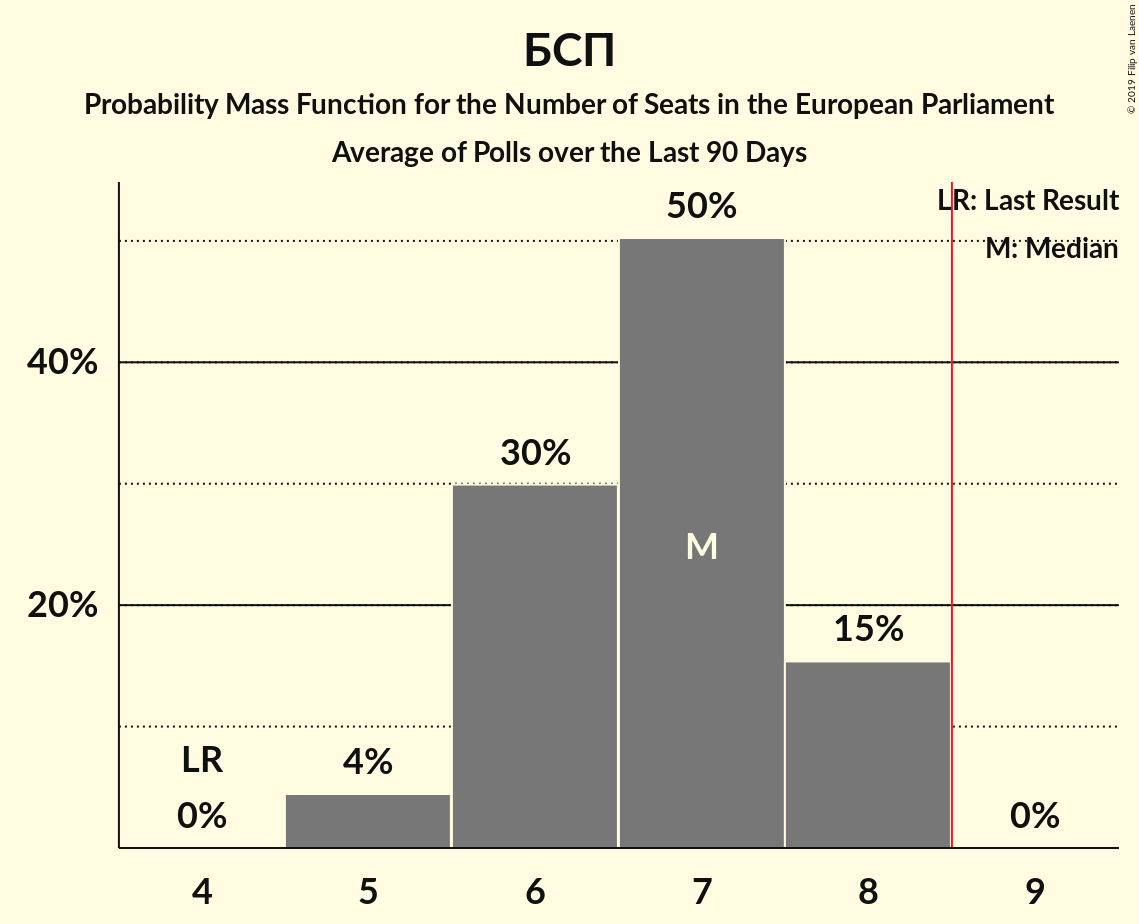 БСП
Probability Mass Function for the Number of Seats in the European Parliament
Average of Polls over the Last 90 Days
© 2019 Filip van Laenen
LR: Last Result
M: Median
50%
40%
30%
M
20%
15%
LR
4%
0%
0%
4 5 6 7 8 9